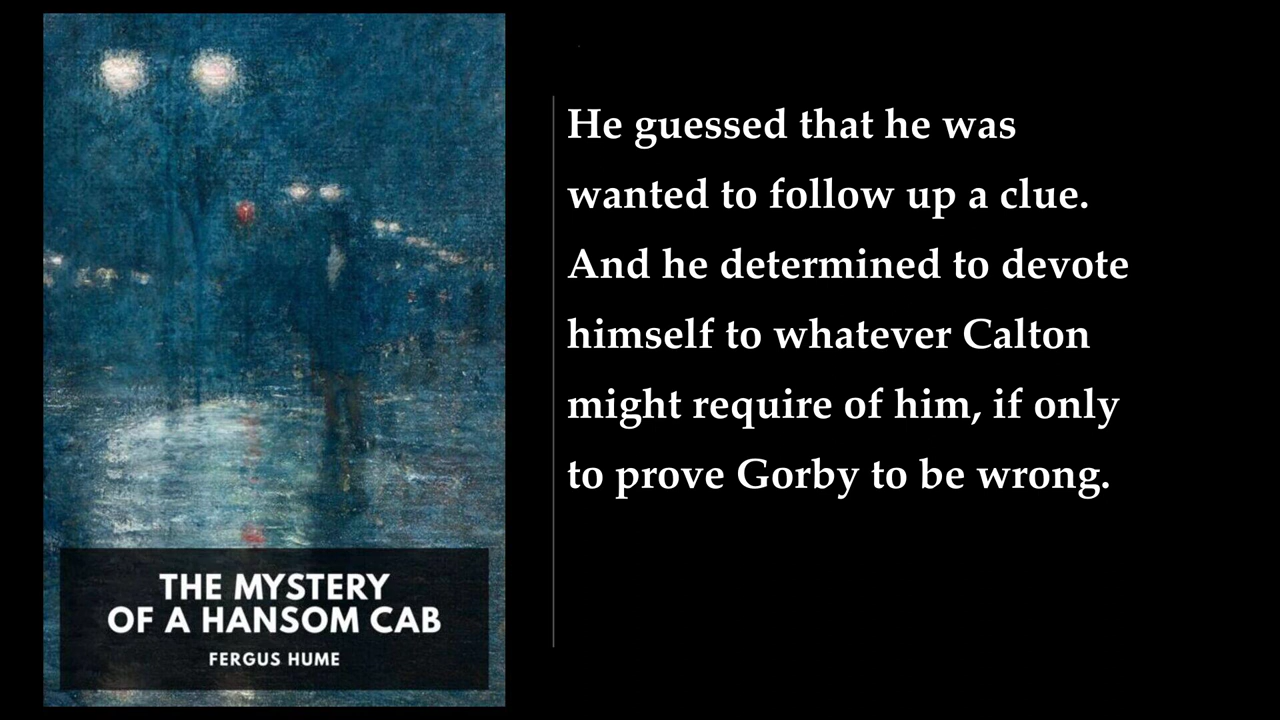 He guessed that he was
wanted to follow up a clue.
And he determined to devote
himself to whatever Calton
might require of him, if only
to prove Gorby to be wrong.
THE MYSTERY
OF A HANSOM CAB
FERGUS HUME